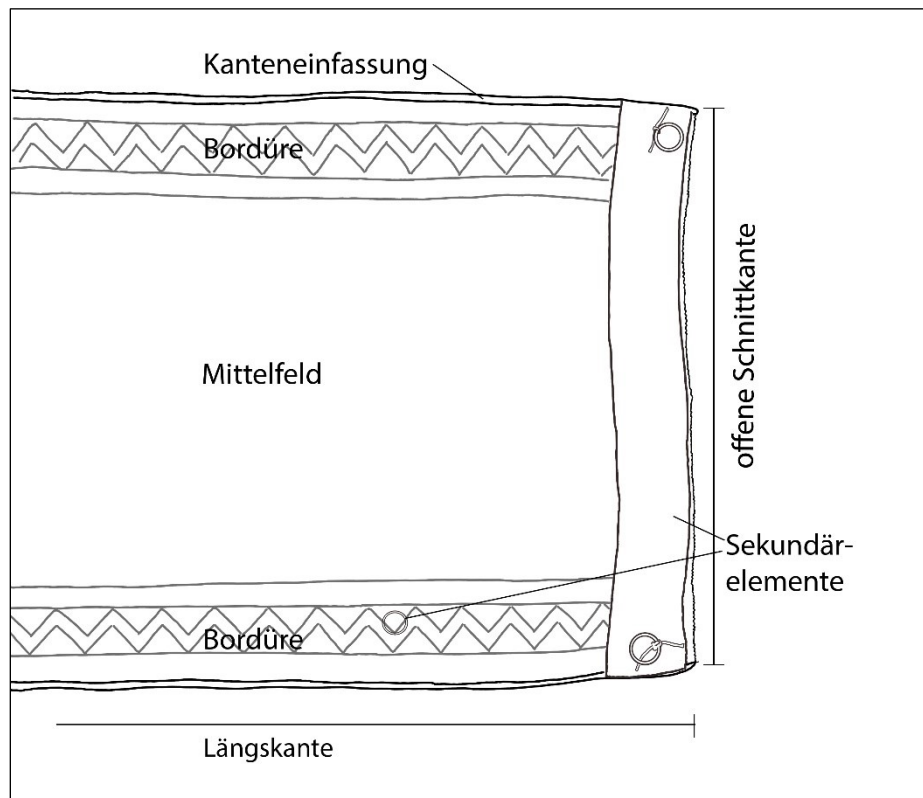 Kanteneinfassung
Bordüre
Mittelfeld
offene Schnittkante
Sekundär-
elemente
Bordüre
Längskante